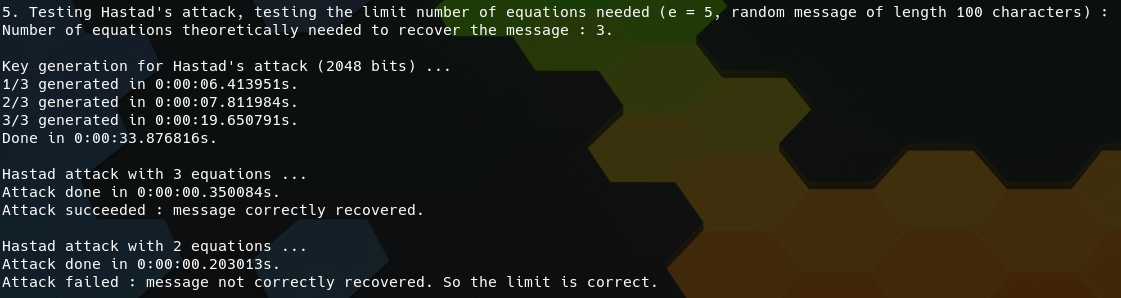 5. Testing Hastad's attack, testing the limit number of equations needed (e = 5, random message of length 100 characters) :
Number of equations theoretically needed to recover the message : 3.
Key generation for Hastad's attack (2048 bits) ...
1/3 generated in 0:00:06.413951s.
2/3 generated in 0:00:07.811984s.
3/3 generated in 0:00:19.650791s.
Done in 0:00:33.876816s.
Hastad attack with 3 equations ...
Attack done in 0:00:00.350084s.
Attack succeeded : message correctly recovered.
Hastad attack with 2 equations ...
Attack done in 0:00:00.203013s.
Attack failed : message not correctly recovered. So the limit is correct.